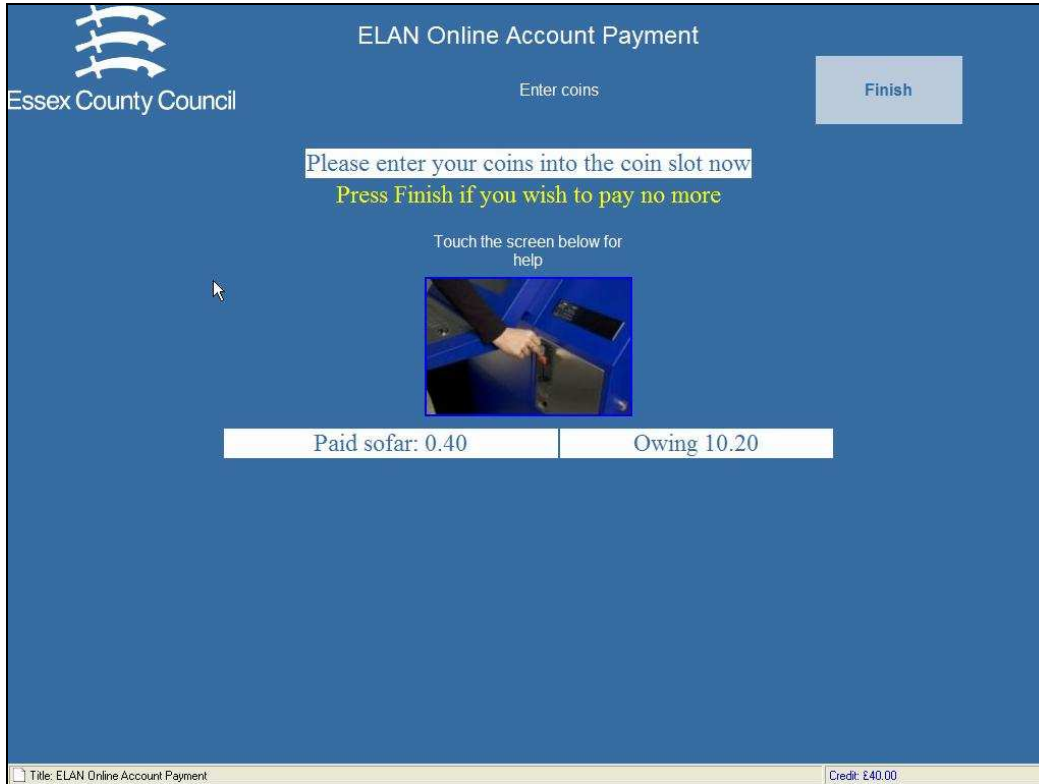 ELAN Online Account Payment
Essex County Council
Enter coins
Finish
Please enter your coins into the coin slot now
Press Finish if you wish to pay no more
Touch the screen below for
help
Paid sofar: 0.40
Owing 10.20
Title: ELAN Online Account Payment
Credit: £40.00